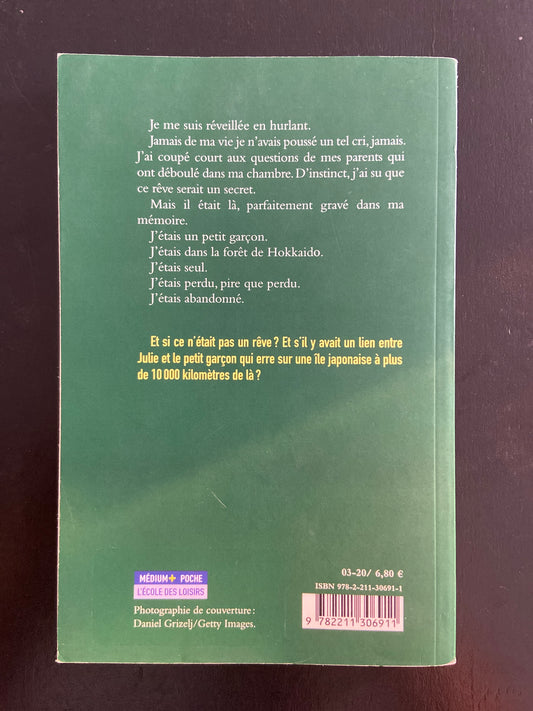 Je me suis réveillée en hurlant.
Jamais de ma vie je n'avais poussé un tel cri, jamais.
J'ai coupé court aux questions de mes parents qui
ont déboulé dans ma chambre. D'instinct, j'ai su que
ce rêve serait un secret.
Mais il était là, parfaitement gravé dans ma
mémoire.
J'étais un petit garçon.
J'étais dans la forêt de Hokkaido.
J'étais seul.
J'étais perdu, pire que perdu.
J'étais abandonné.
Et si ce n'était pas un rêve ? Et s'il y avait un lien entre
Julie et le petit garçon qui erre sur une île japonaise à plus
de 10 000 kilomètres de là ?
MÉDIUM+ POCHE
L'ÉCOLE DES LOISIRS
Photographie de couverture :
Daniel Grizelj/Getty Images.
03-20/ 6,80 €
ISBN 978-2-211-30691-1
9 782211 306911